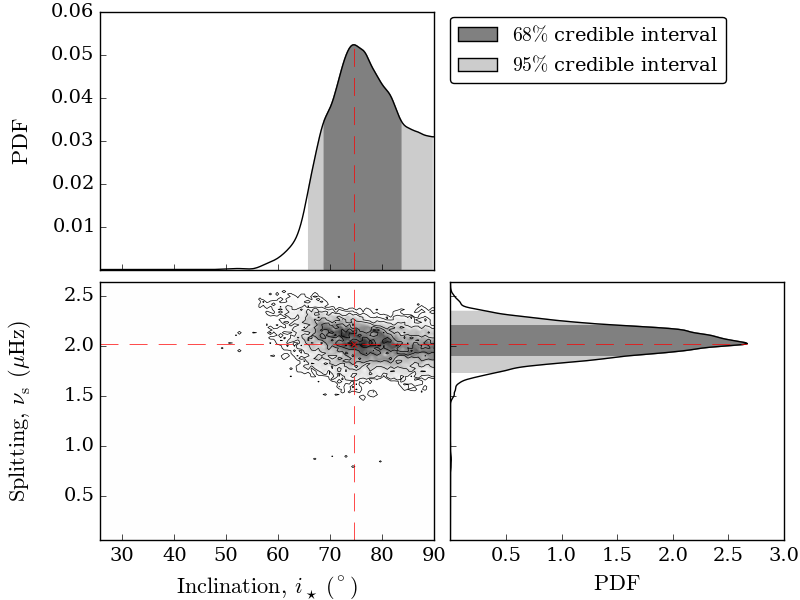 0.06
0.05
0.04
0.03
0.02
0.01
PDF
68% credible interval
95% credible interval
2.5
2.0
1.5
1.0
0.5
Splitting, νs (μHz)
30 40 50 60 70 80 90
Inclination, i⋆ (°)
0.5 1.0 1.5 2.0 2.5 3.0
PDF